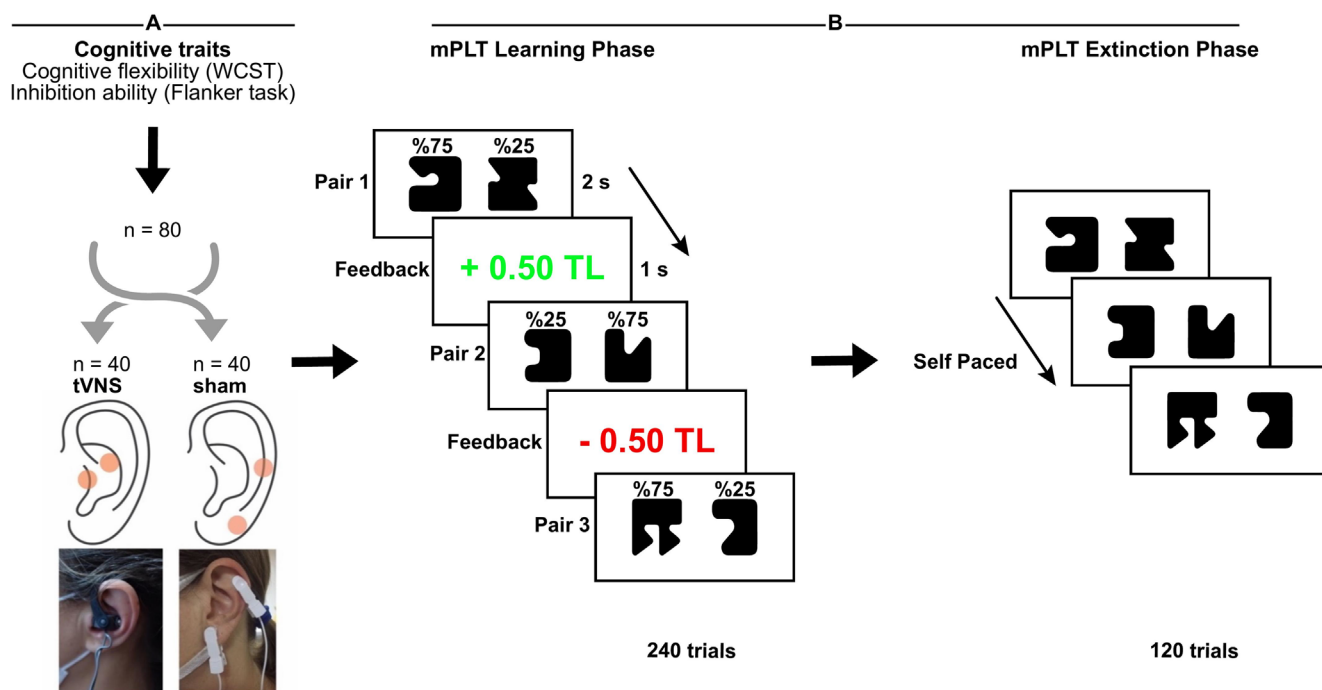 A
Cognitive traits
Cognitive flexibility (WCST)
Inhibition ability (Flanker task)
n = 80
n = 40
tVNS
n = 40
sham
B
mPLT Learning Phase
%75
%25
Pair 1
2 s
Feedback
+ 0.50 TL
1 s
%25
%75
Pair 2
Feedback
- 0.50 TL
%75
%25
Pair 3
240 trials
mPLT Extinction Phase
Self Paced
120 trials